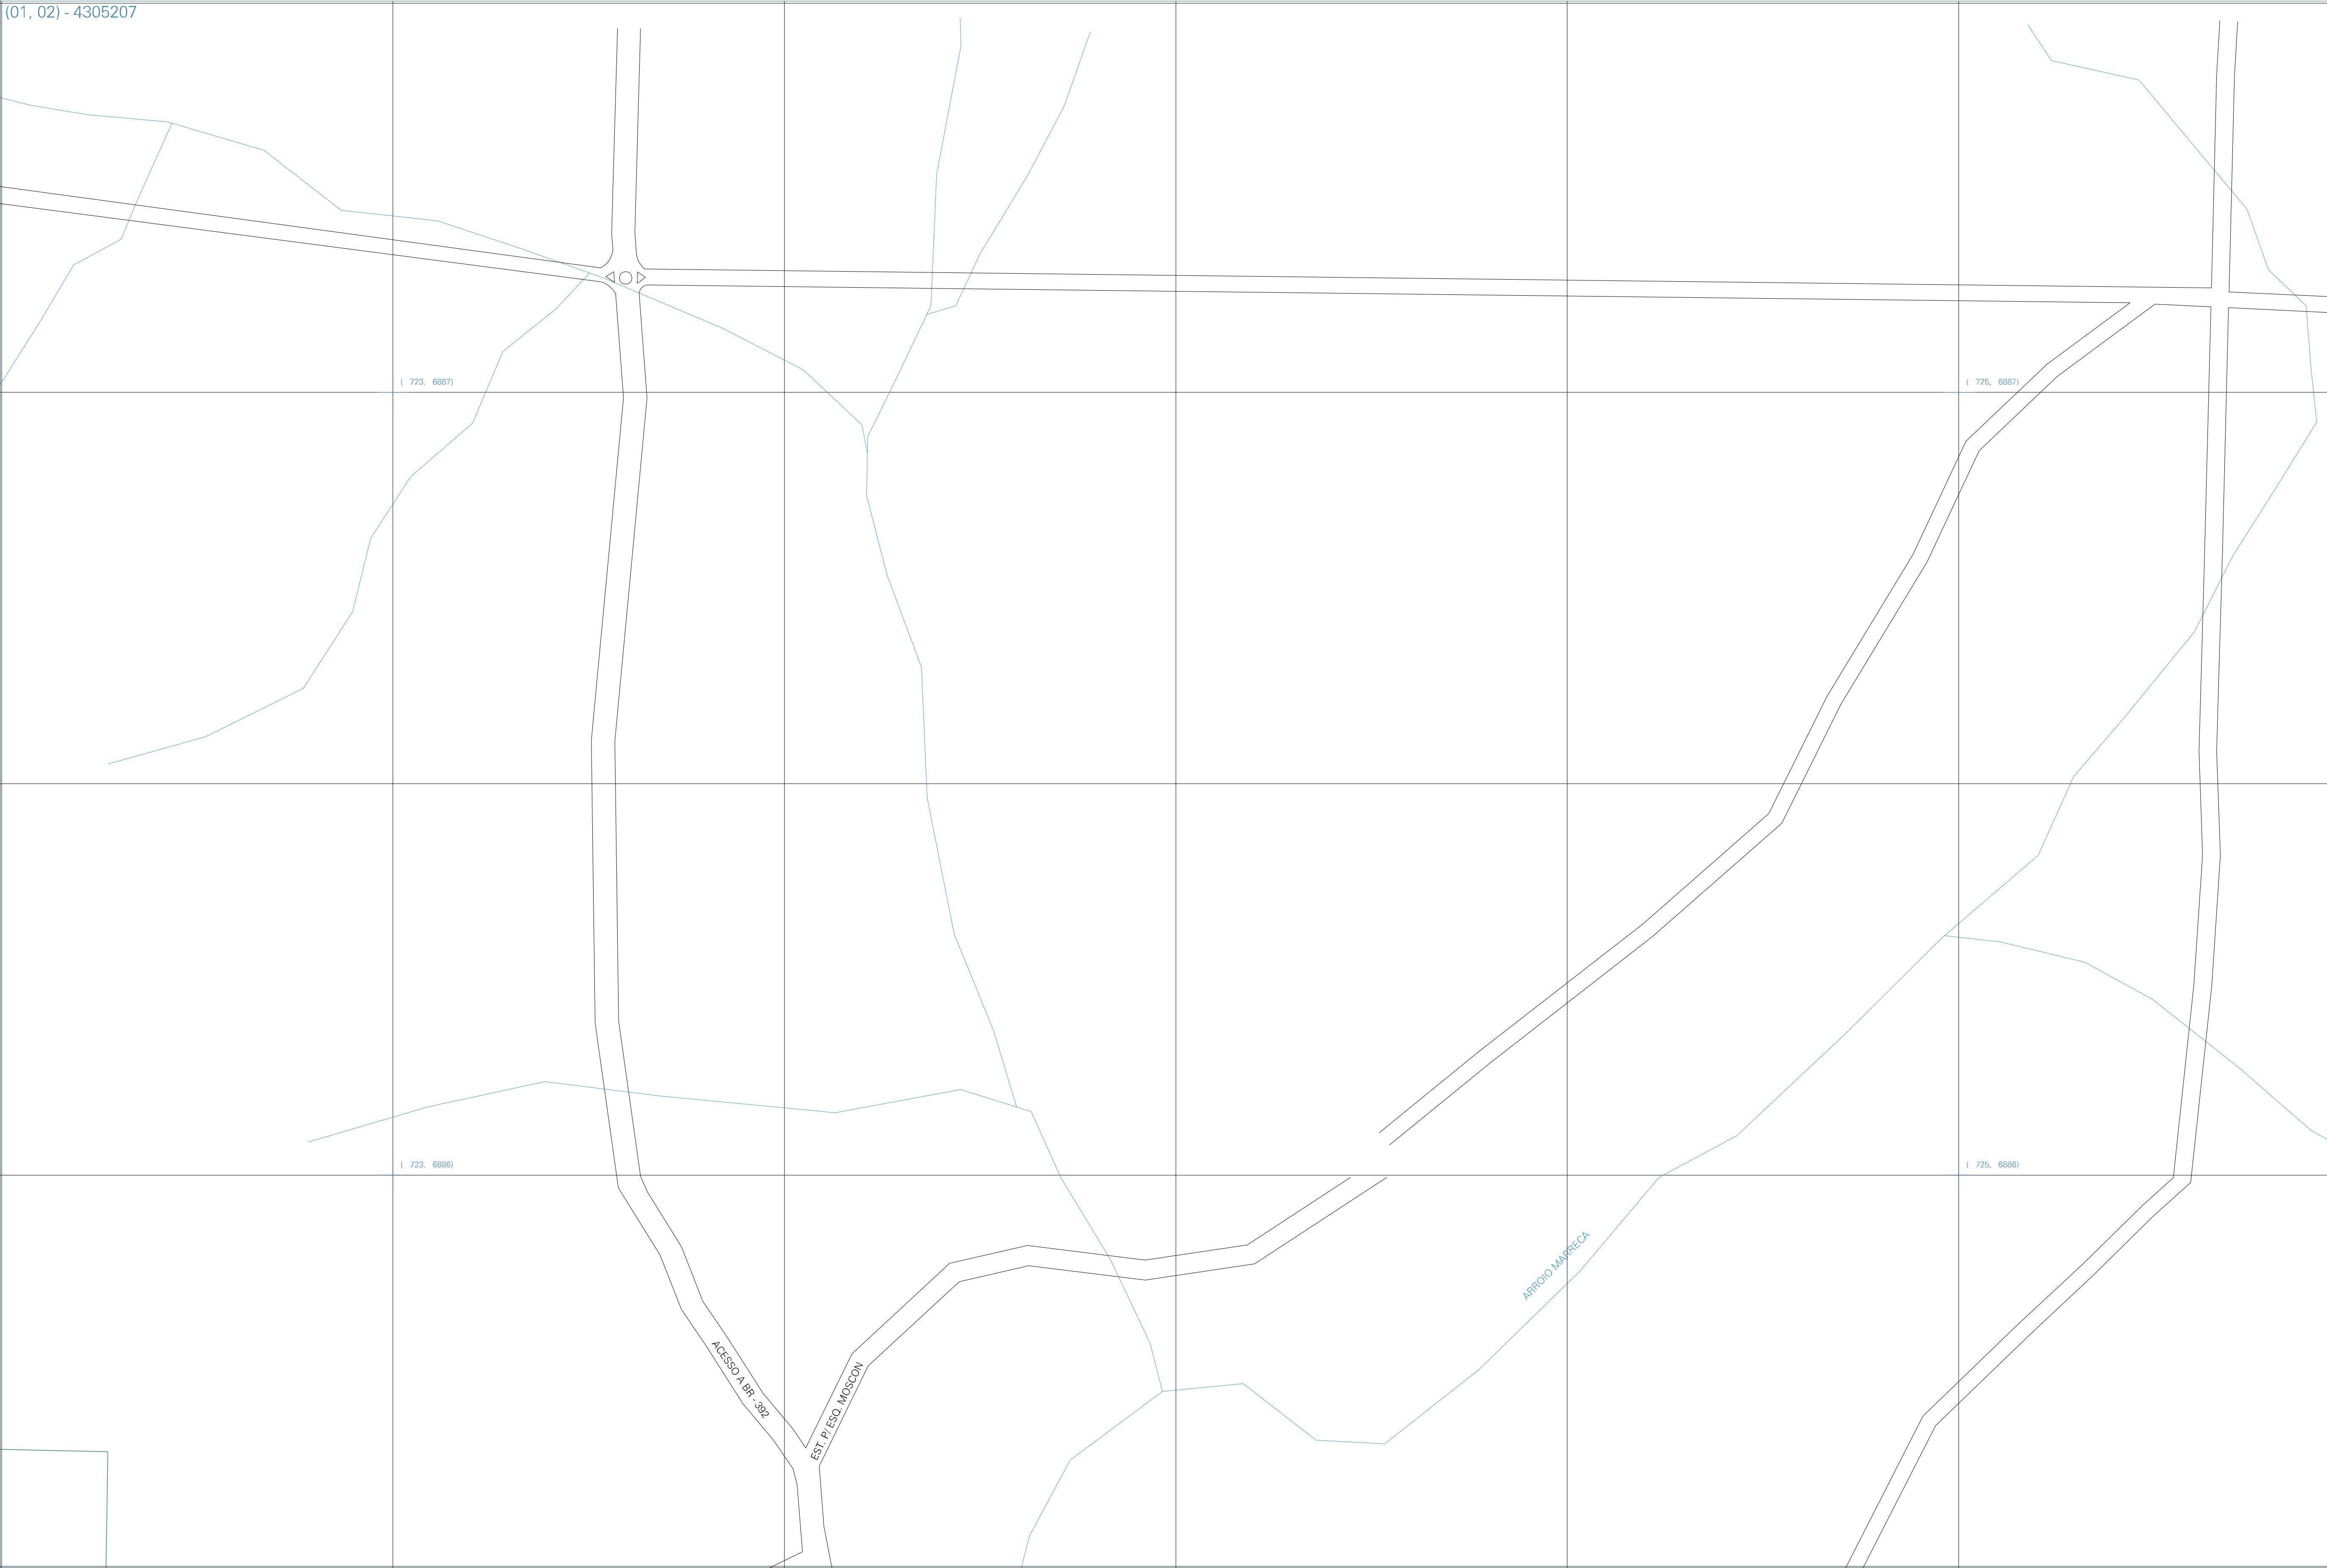 (01, 02) - 4305207
( 723, 6887)
( 725, 6887)
( 723, 6886)
( 725, 6886)
ARROIO MARRECA
ACESSO A BR - 392
EST. P/ ESQ. MOSCON